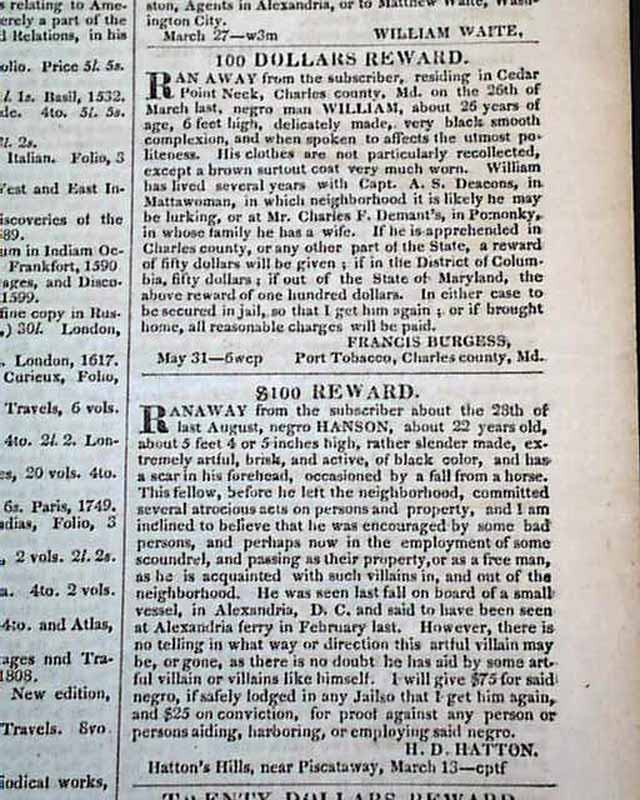 s relating to Ame-
erely a part of the
l Relations, in his
olio. Price 5l. 5s.
l. 1s. Basil, 1532.
4to. 5l. 5s.
l. 2s.
Italian. Folio, 3
West and East In-
iscoveries of the
589.
um in Indiam Oc-
Frankfort, 1590
ages, and Disco-
1599.
fine copy in Rus-
.) 30l. London,
London, 1617.
Curieux, Folio,
Travels, 6 vols.
4to. 2l. 2. Lon-
es, 20 vols. 4to.
6s. Paris, 1749.
adias, Folio, 3
2 vols. 2l. 2s.
a. 4to. 2 vols.
4to. and Atlas,
ages nnd Tra-
1808.
New edition,
Travels. 8vo
iodical works,
ston, Agents in Alexandria, or to Matthew Waite, Wash-
ington City.
March 27—w3m WILLIAM WAITE,
100 DOLLARS REWARD.
RAN AWAY from the subscriber, residing in Cedar
Point Neck, Charles county, Md. on the 26th of
March last, negro man WILLIAM, about 26 years of
age, 6 feet high, delicately made, very black smooth
complexion, and when spoken to affects the utmost po-
liteness. His clothes are not particularly recollected,
except a brown surtout coat very much worn. William
has lived several years with Capt. A. S. Deacons, in
Mattawoman, in which neighborhood it is likely he may
be lurking, or at Mr. Charles F. Demant's, in Pomonky,
in whose family he has a wife. If he is apprehended in
Charles county, or any other part of the State, a reward
of fifty dollars will be given ; if in the District of Colum-
bia, fifty dollars ; if out of the State of Maryland, the
above reward of one hundred dollars. In either case to
be secured in jail, so that I get him again ; or if brought
home, all reasonable charges will be paid.
FRANCIS BURGESS,
May 31—6wcp Port Tobacco, Charles county, Md.
$100 REWARD.
RANAWAY from the subscriber about the 28th of
last August, negro HANSON, about 22 years old,
about 5 feet 4 or 5 inches high, rather slender made, ex-
tremely artful, brisk, and active, of black color, and has
a scar in his forehead, occasioned by a fall from a horse.
This fellow, before he left the neighborhood, committed
several atrocious acts on persons and property, and I am
inclined to believe that he was encouraged by some bad
persons, and perhaps now in the employment of some
scoundrel, and passing as their property, or as a free man,
as he is acquainted with such villains in, and out of the
neighborhood. He was seen last fall on board of a small
vessel, in Alexandria, D. C. and said to have been seen
at Alexandria ferry in February last. However, there is
no telling in what way or direction this artful villain may
be, or gone, as there is no doubt he has aid by some art-
ful villain or villains like himself. I will give $75 for said
negro, if safely lodged in any Jail so that I get him again,
and $25 on conviction, for proof against any person or
persons aiding, harboring, or employing said negro.
H. D. HATTON.
Hatton's Hills, near Piscataway, March 13—cptf
TWENTY DOLLARS REWARD